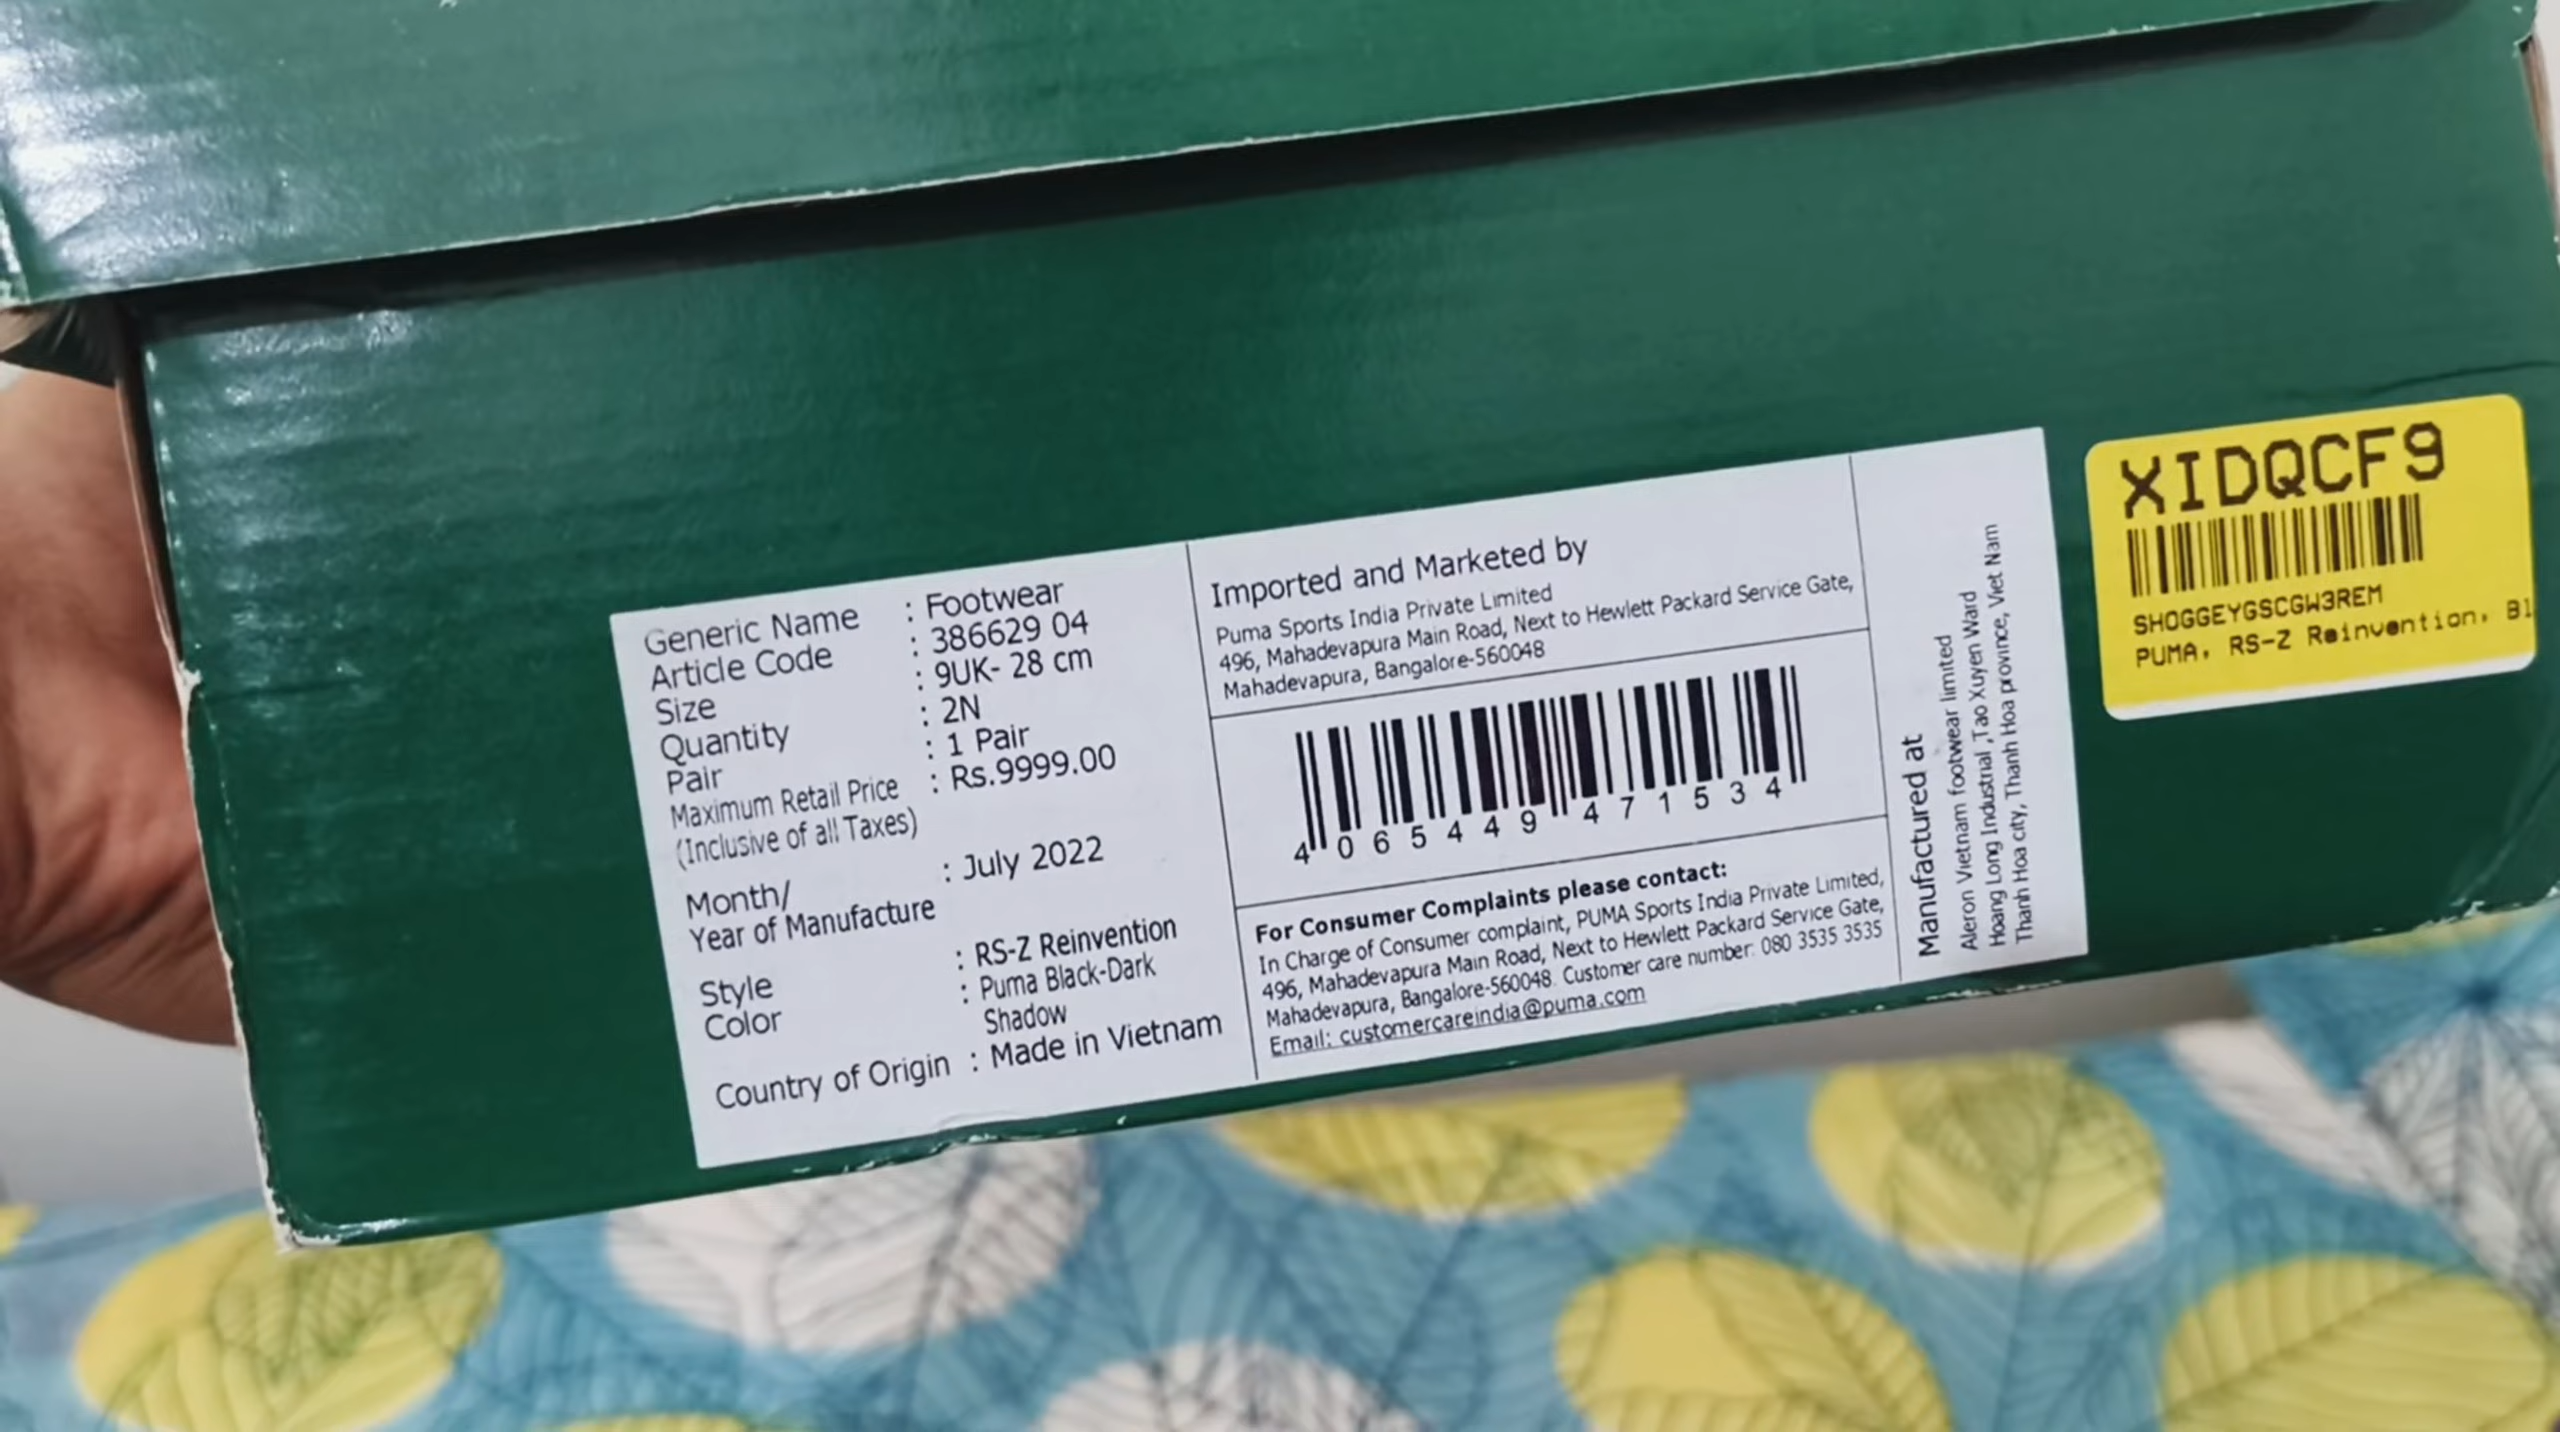 Generic Name : Footwear
Article Code : 386629 04
Size : 9UK- 28 cm
Quantity : 2N
Pair : 1 Pair
Maximum Retail Price : Rs.9999.00
(Inclusive of all Taxes)
Month/
Year of Manufacture : July 2022
Style : RS-Z Reinvention
Color : Puma Black-Dark
Shadow
Country of Origin : Made in Vietnam
Imported and Marketed by
Puma Sports India Private Limited
496, Mahadevapura Main Road, Next to Hewlett Packard Service Gate,
Mahadevapura, Bangalore-560048
4 065449 471534
For Consumer Complaints please contact:
In Charge of Consumer complaint, PUMA Sports India Private Limited,
496, Mahadevapura Main Road, Next to Hewlett Packard Service Gate,
Mahadevapura, Bangalore-560048. Customer care number: 080 3535 3535
Email: customercareindia@puma.com
Manufactured at
Aleron Vietnam footwear limited
Hoang Long Industrial ,Tao Xuyen Ward
Thanh Hoa city, Thanh Hoa province, Viet Nam
XIDQCF9
SHOGGEYGSCGW3REM
PUMA, RS-Z Reinvention, Bl